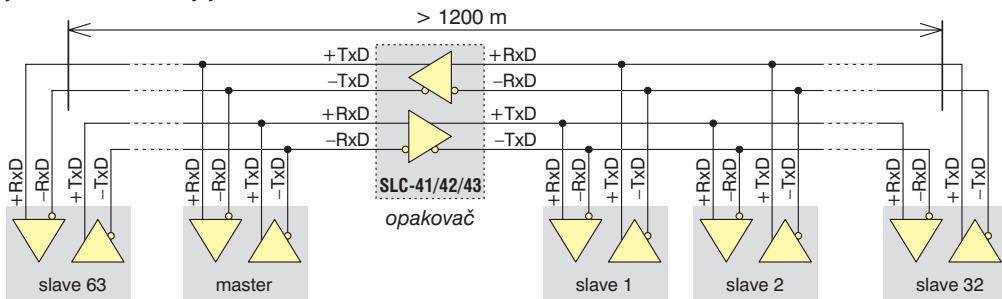 > 1200 m
+TxD +RxD
−TxD −RxD
+RxD +TxD
−RxD −TxD
SLC-41/42/43
opakovač
+RxD −RxD +TxD −TxD +RxD −RxD +TxD −TxD +RxD −RxD +TxD −TxD +RxD −RxD +TxD −TxD +RxD −RxD +TxD −TxD
slave 63 master slave 1 slave 2 slave 32